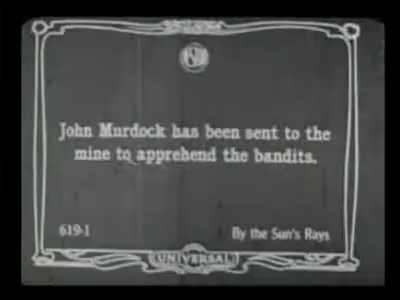 John Murdock has been sent to the
mine to apprehend the bandits.
619-1
By the Sun's Rays
UNIVERSAL